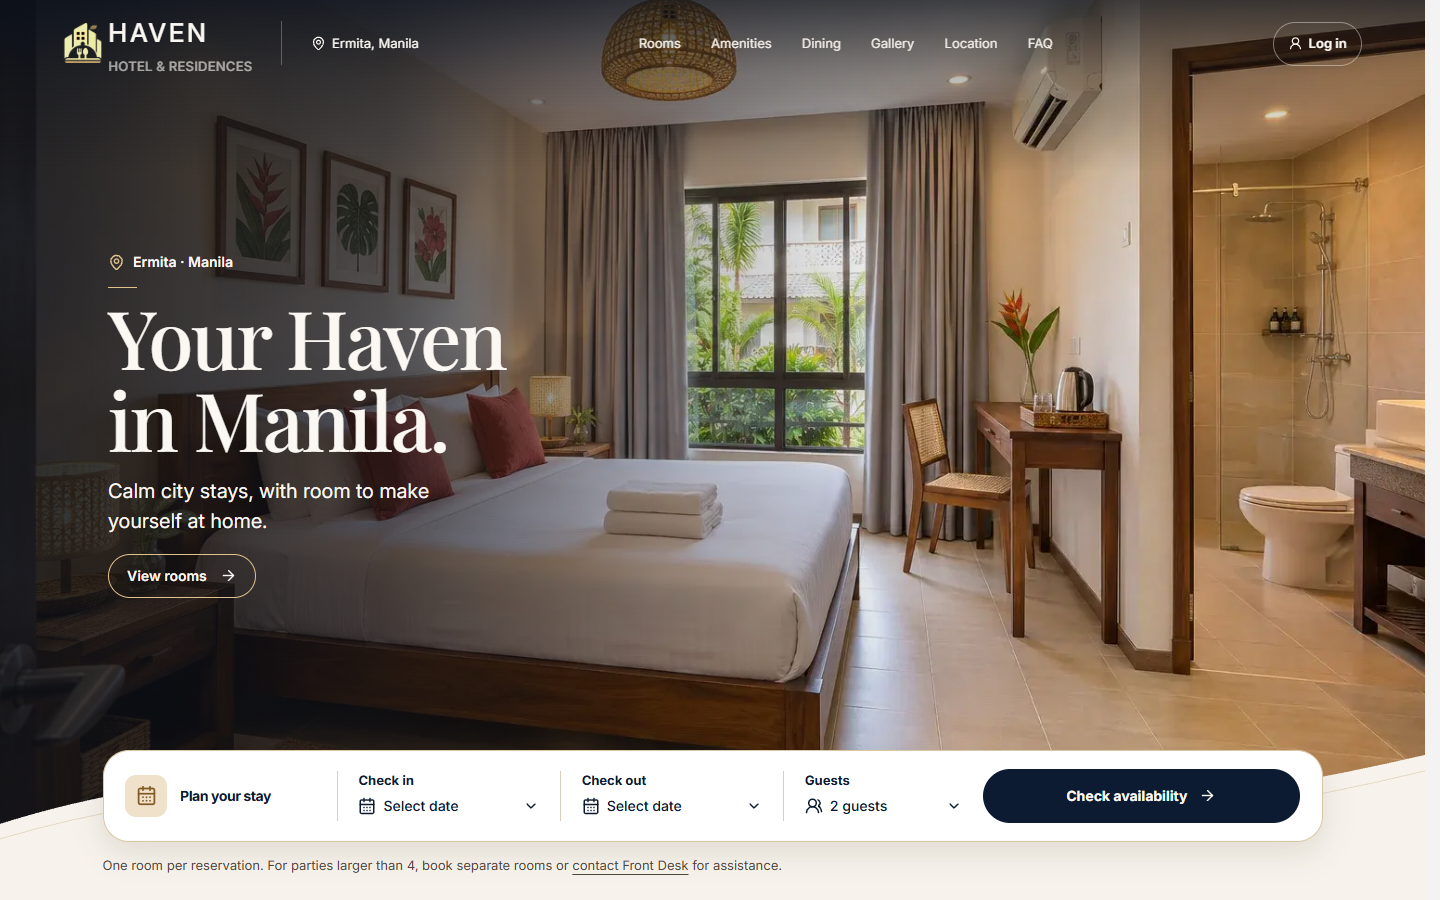 HAVEN
HOTEL & RESIDENCES
Ermita, Manila
Rooms
Amenities
Dining
Gallery
Location
FAQ
Log in
Ermita · Manila
Your Haven
in Manila.
Calm city stays, with room to make
yourself at home.
View rooms
Plan your stay
Check in
Select date
Check out
Select date
Guests
2 guests
Check availability
One room per reservation. For parties larger than 4, book separate rooms or contact Front Desk for assistance.